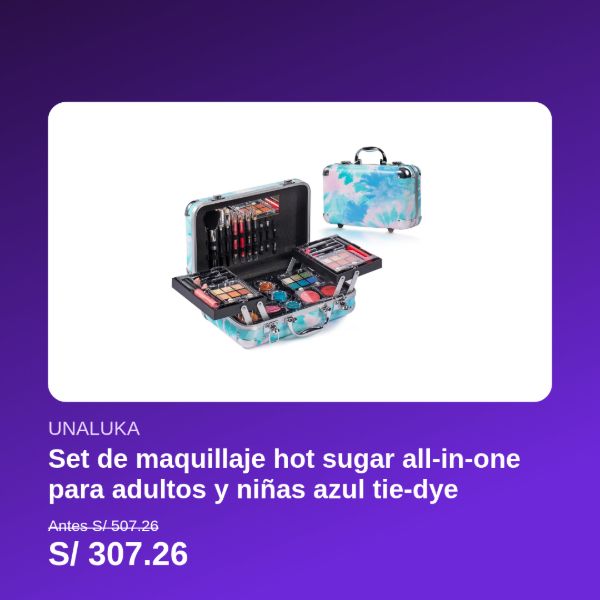 UNALUKA
Set de maquillaje hot sugar all-in-one
para adultos y niñas azul tie-dye
Antes S/ 507.26
S/ 307.26